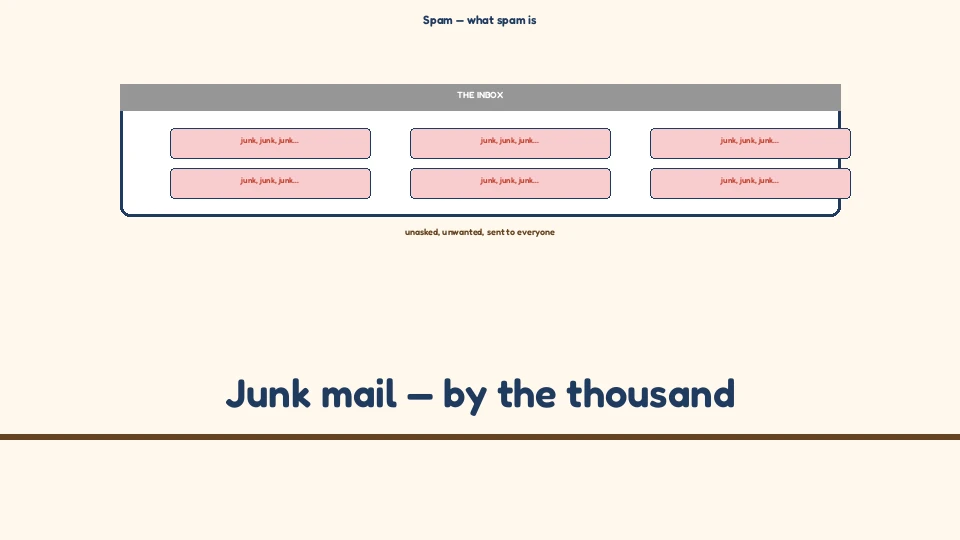 Spam — what spam is
THE INBOX
junk, junk, junk... junk, junk, junk... junk, junk, junk...
junk, junk, junk... junk, junk, junk... junk, junk, junk...
unasked, unwanted, sent to everyone
Junk mail — by the thousand